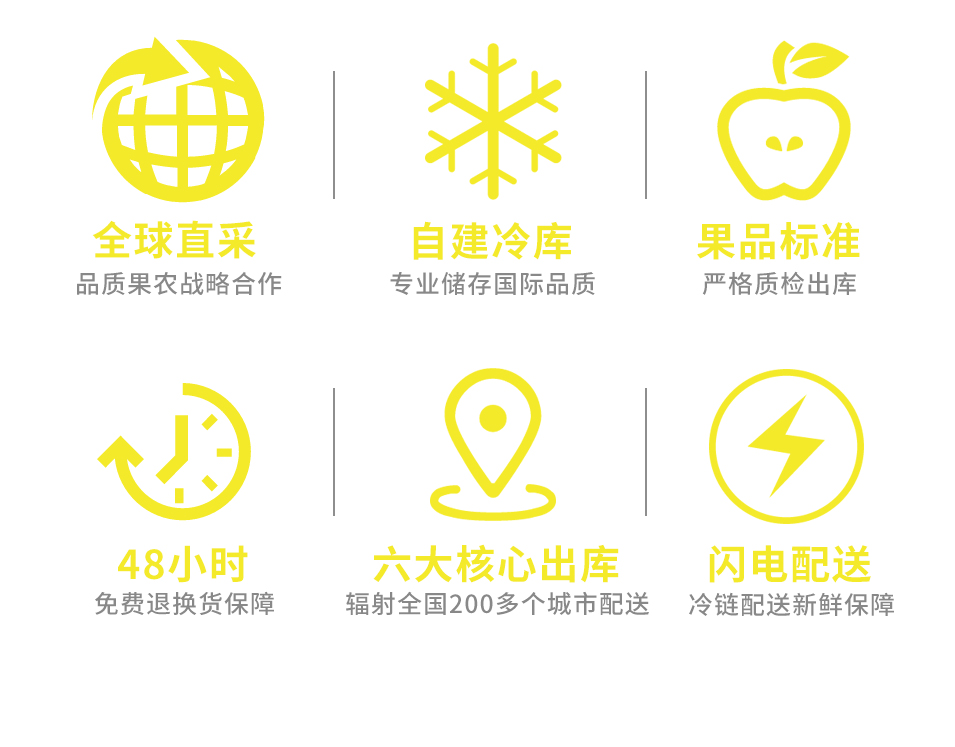 全球直采
品质果农战略合作
自建冷库
专业储存国际品质
果品标准
严格质检出库
48小时
免费退换货保障
六大核心出库
辐射全国200多个城市配送
闪电配送
冷链配送新鲜保障